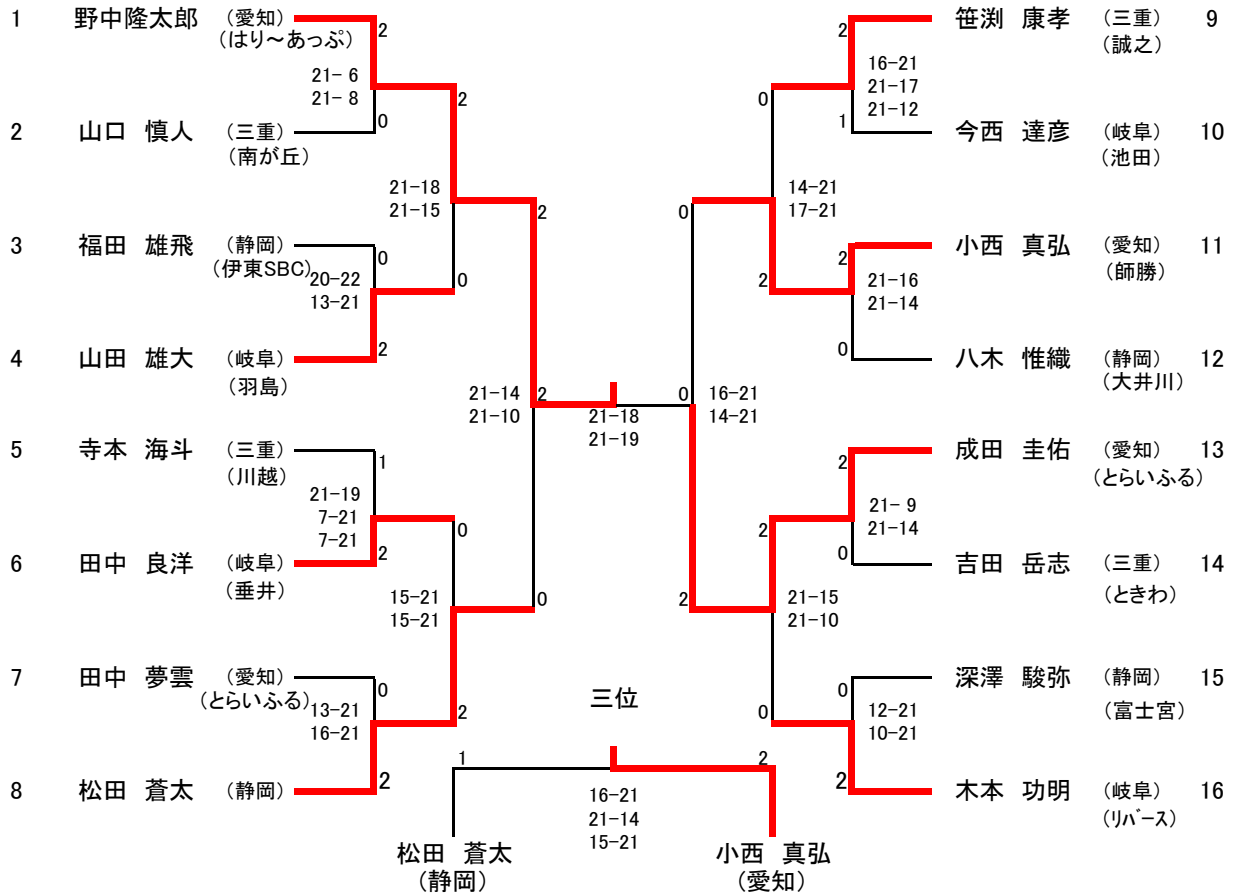 1 野中隆太郎 (愛知) 2 2 笹渕 康孝 (三重) 9
(はり～あっぷ) (誠之)
21- 6 16-21
21- 8 2 0 21-17
21-12
0 1
2 山口 慎人 (三重) 今西 達彦 (岐阜) 10
(南が丘) (池田)
21-18 14-21
21-15 2 0 17-21
3 福田 雄飛 (静岡) 0 2 小西 真弘 (愛知) 11
(伊東SBC) (師勝)
20-22 0 2 21-16
13-21 21-14
4 山田 雄大 (岐阜) 2 0 八木 惟織 (静岡) 12
(羽島) (大井川)
21-14 2 0 16-21
21-10 21-18 14-21
21-19
5 寺本 海斗 (三重) 1 2 成田 圭佑 (愛知) 13
(川越) (とらいふる)
21-19 21- 9
7-21 0 2 21-14
7-21
6 田中 良洋 (岐阜) 2 0 吉田 岳志 (三重) 14
(垂井) (ときわ)
15-21 0 2 21-15
15-21 21-10
7 田中 夢雲 (愛知) 0 三位 0 深澤 駿弥 (静岡) 15
(とらいふる) (富士宮)
13-21 2 0 12-21
16-21 10-21
1 2
8 松田 蒼太 (静岡) 2 2 木本 功明 (岐阜) 16
(リバース)
16-21
21-14
15-21
松田 蒼太 小西 真弘
(静岡) (愛知)